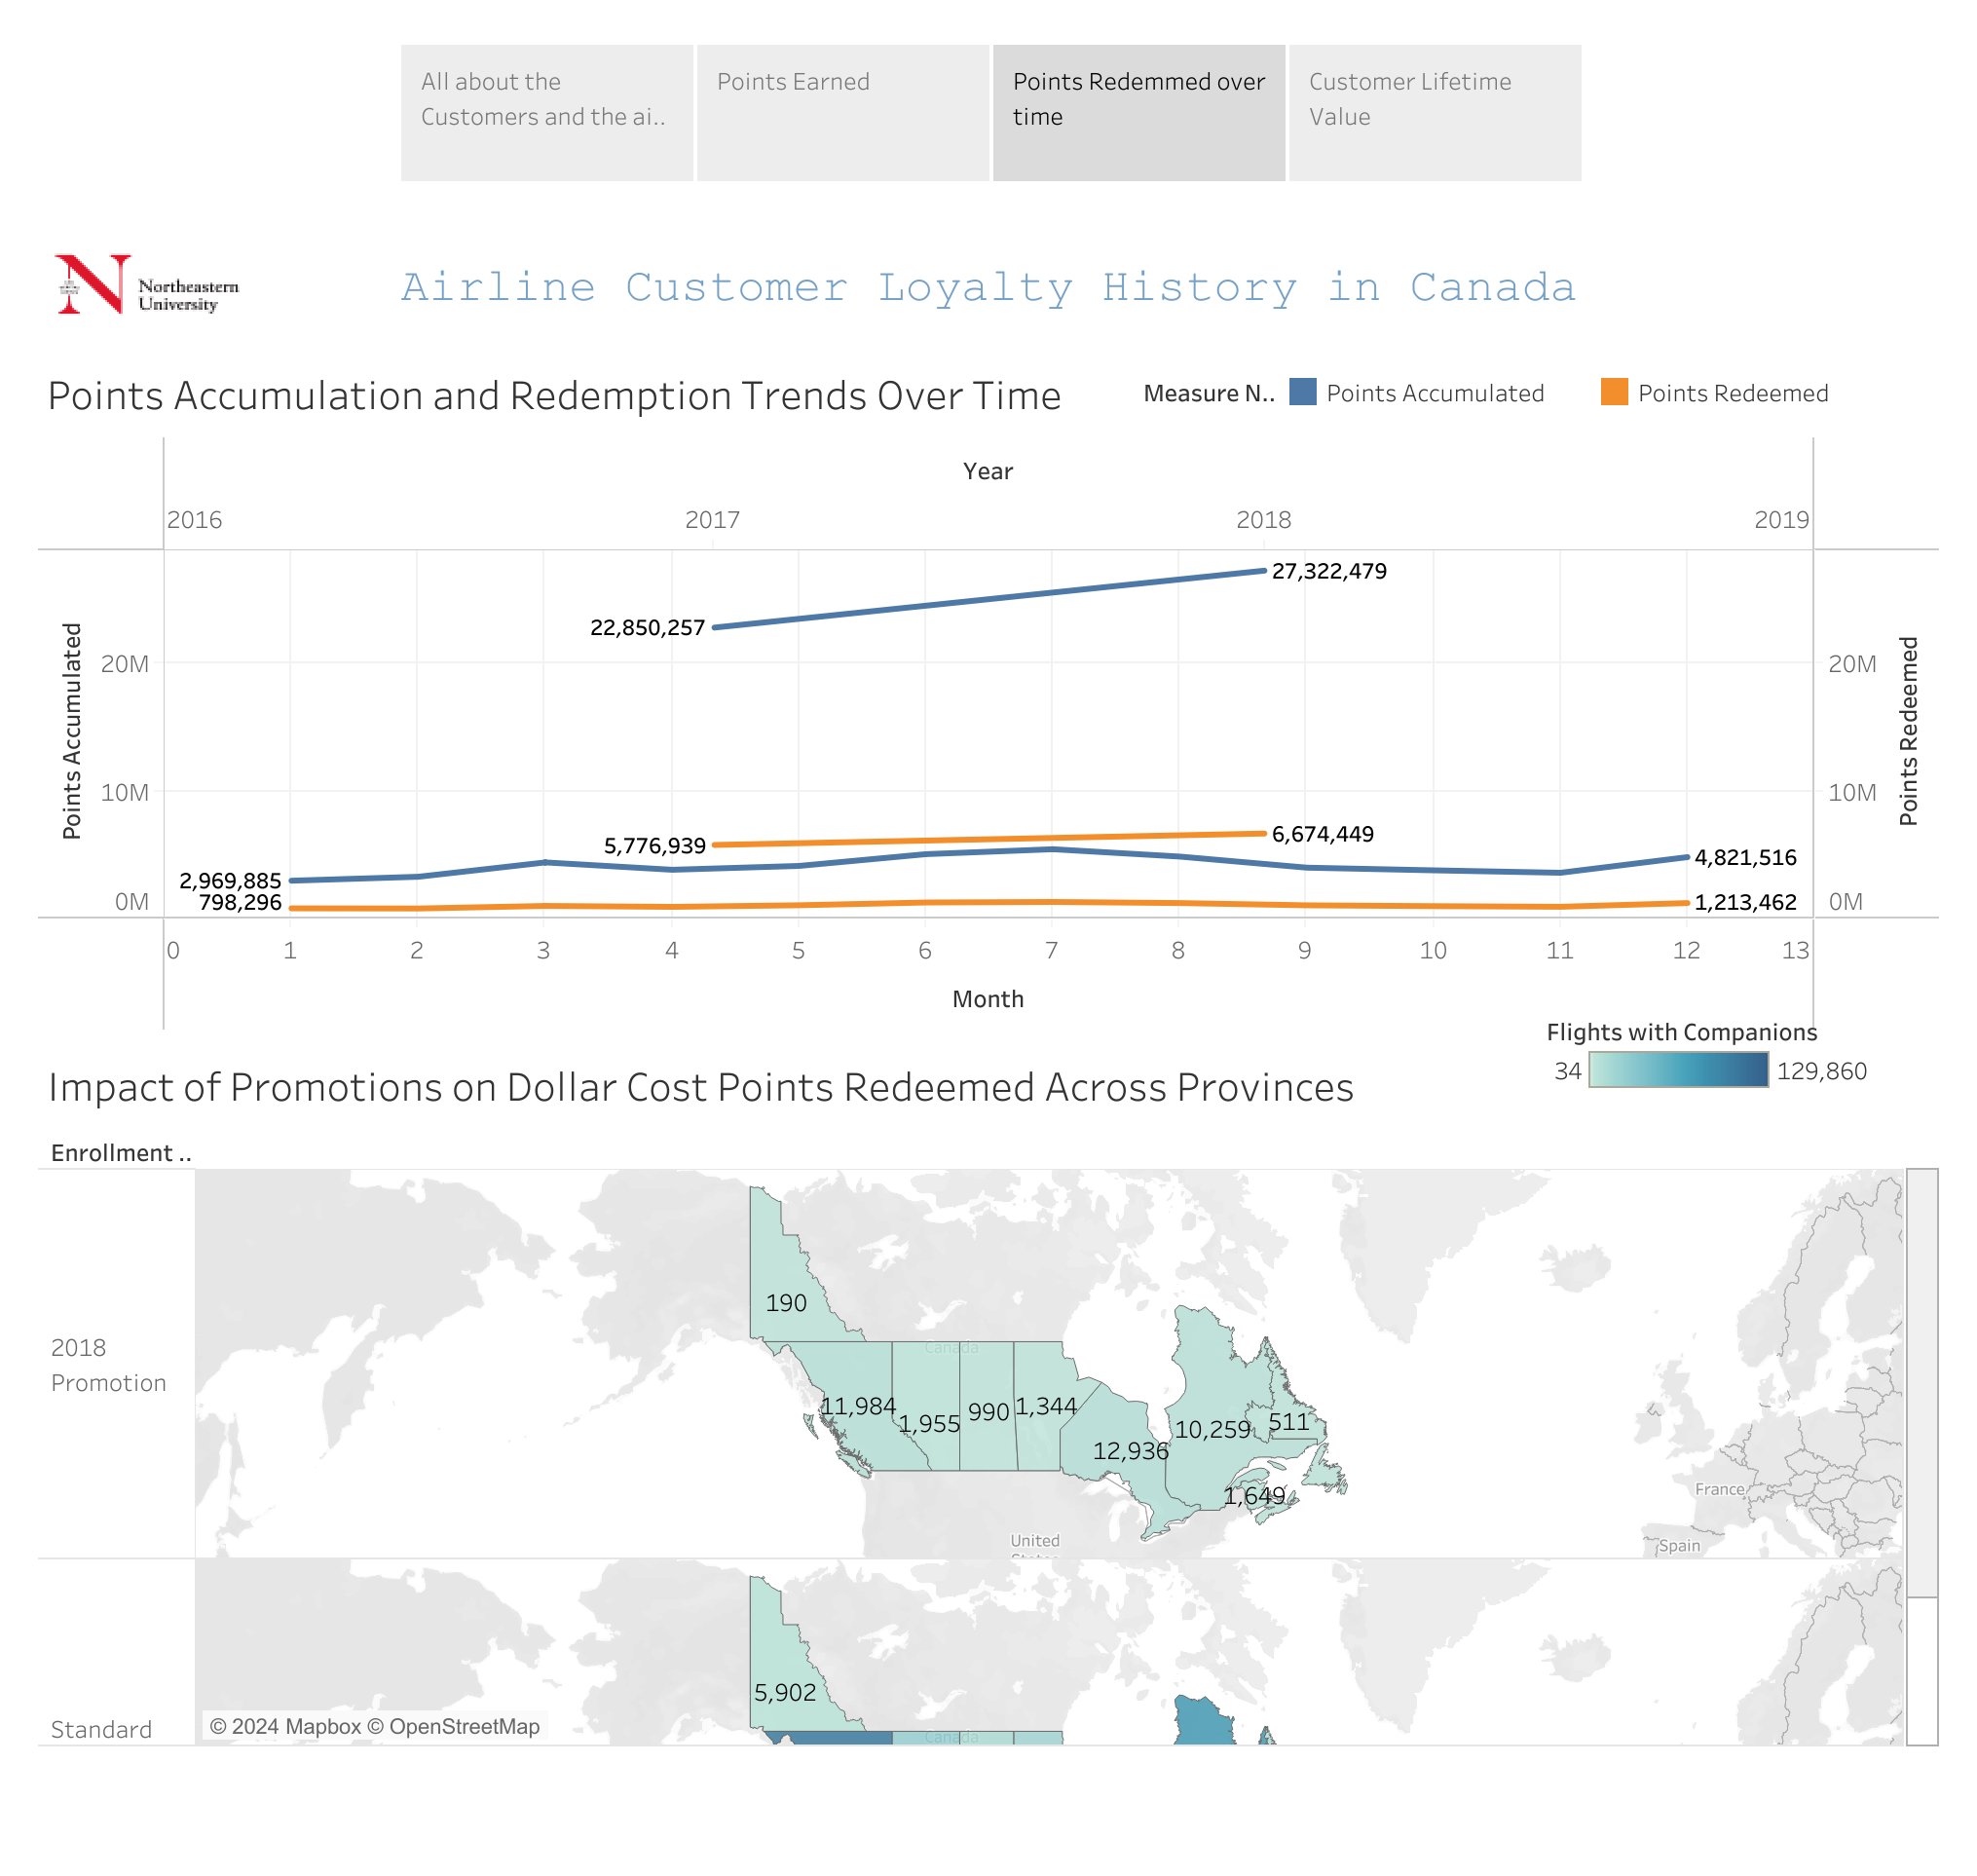 All about the
Customers and the ai..
Points Earned
Points Redemmed over
time
Customer Lifetime
Value
Northeastern
University
Airline Customer Loyalty History in Canada
Points Accumulation and Redemption Trends Over Time
Measure N..
Points Accumulated
Points Redeemed
Year
2016
2017
2018
2019
Points Accumulated
20M
10M
0M
22,850,257
27,322,479
5,776,939
6,674,449
2,969,885
798,296
4,821,516
1,213,462
20M
10M
0M
Points Redeemed
0 1 2 3 4 5 6 7 8 9 10 11 12 13
Month
Flights with Companions
34
129,860
Impact of Promotions on Dollar Cost Points Redeemed Across Provinces
Enrollment ..
2018
Promotion
190
Canada
11,984
1,955
990
1,344
12,936
10,259
511
1,649
United
France
Spain
Standard
5,902
Canada
© 2024 Mapbox © OpenStreetMap